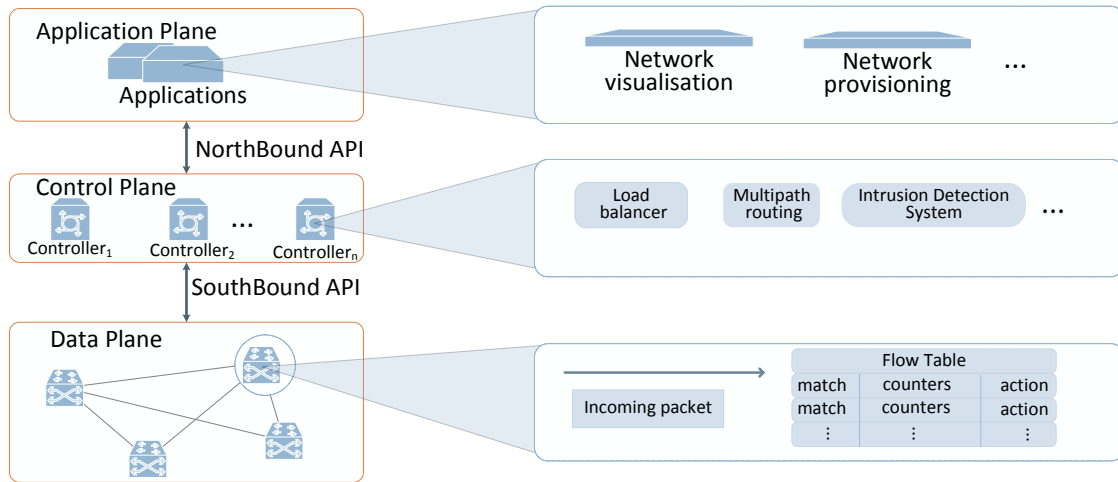 Application Plane
Applications
Network
visualisation
Network
provisioning
...
NorthBound API
Control Plane
Controller1
Controller2
...
Controllern
Load
balancer
Multipath
routing
Intrusion Detection
System
...
SouthBound API
Data Plane
Incoming packet
Flow Table
match counters action
match counters action
⋮ ⋮ ⋮